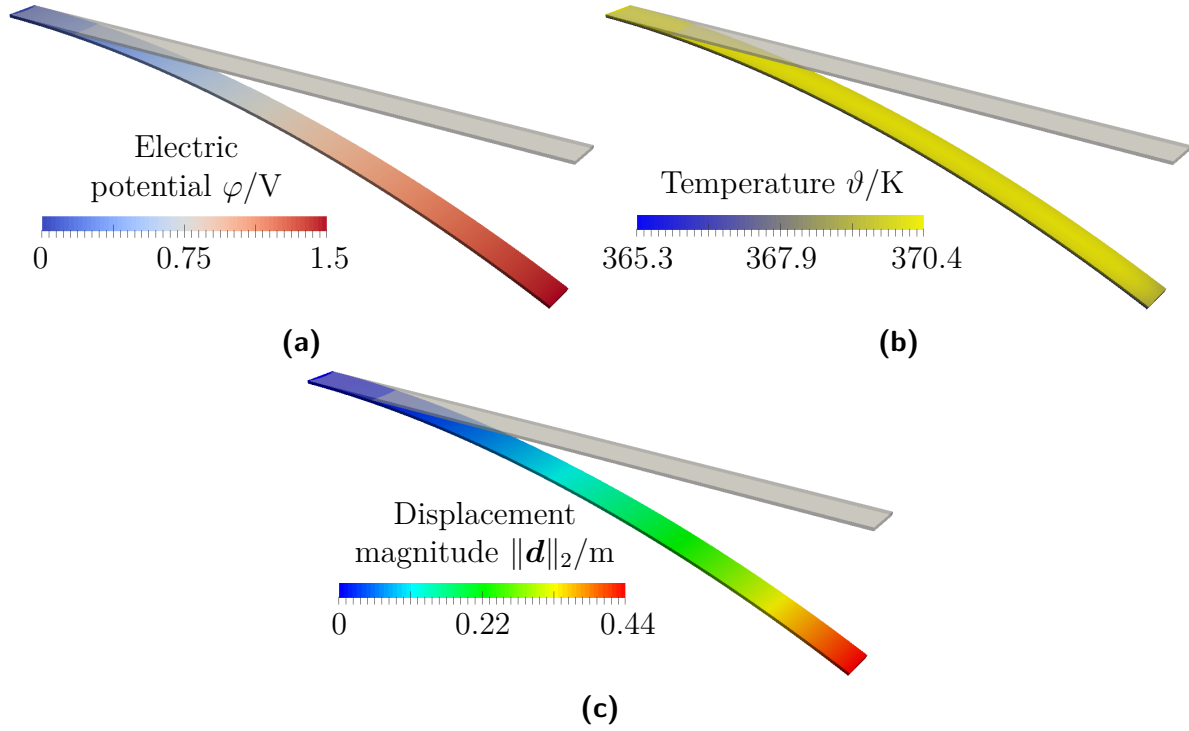 Electric
potential φ/V
0 0.75 1.5
(a)
Temperature ϑ/K
365.3 367.9 370.4
(b)
Displacement
magnitude ‖d‖₂/m
0 0.22 0.44
(c)